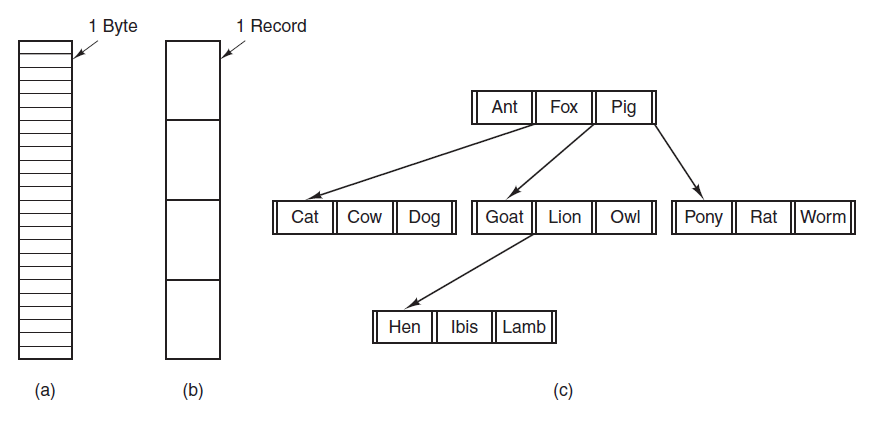 1 Byte
1 Record
Ant Fox Pig
Cat Cow Dog
Goat Lion Owl
Pony Rat Worm
Hen Ibis Lamb
(a)
(b)
(c)